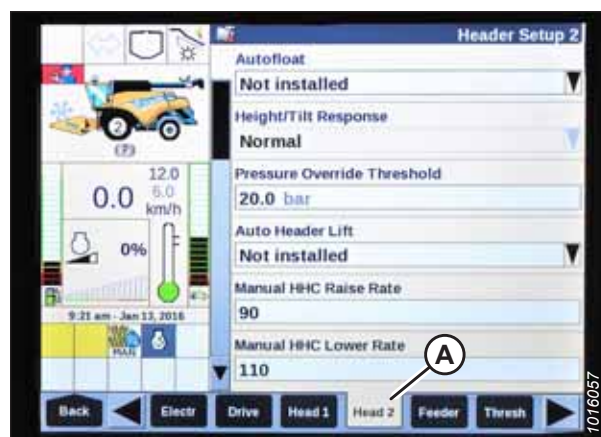 Header Setup 2
Autofloat
Not installed
Height/Tilt Response
Normal
Pressure Override Threshold
20.0 bar
Auto Header Lift
Not installed
Manual HHC Raise Rate
90
Manual HHC Lower Rate
110
2
(?)
12.0
0.0
6.0
km/h
0%
9:21 am - Jan 13, 2016
MAN
A
Back
Electr
Drive
Head 1
Head 2
Feeder
Thresh
1016057